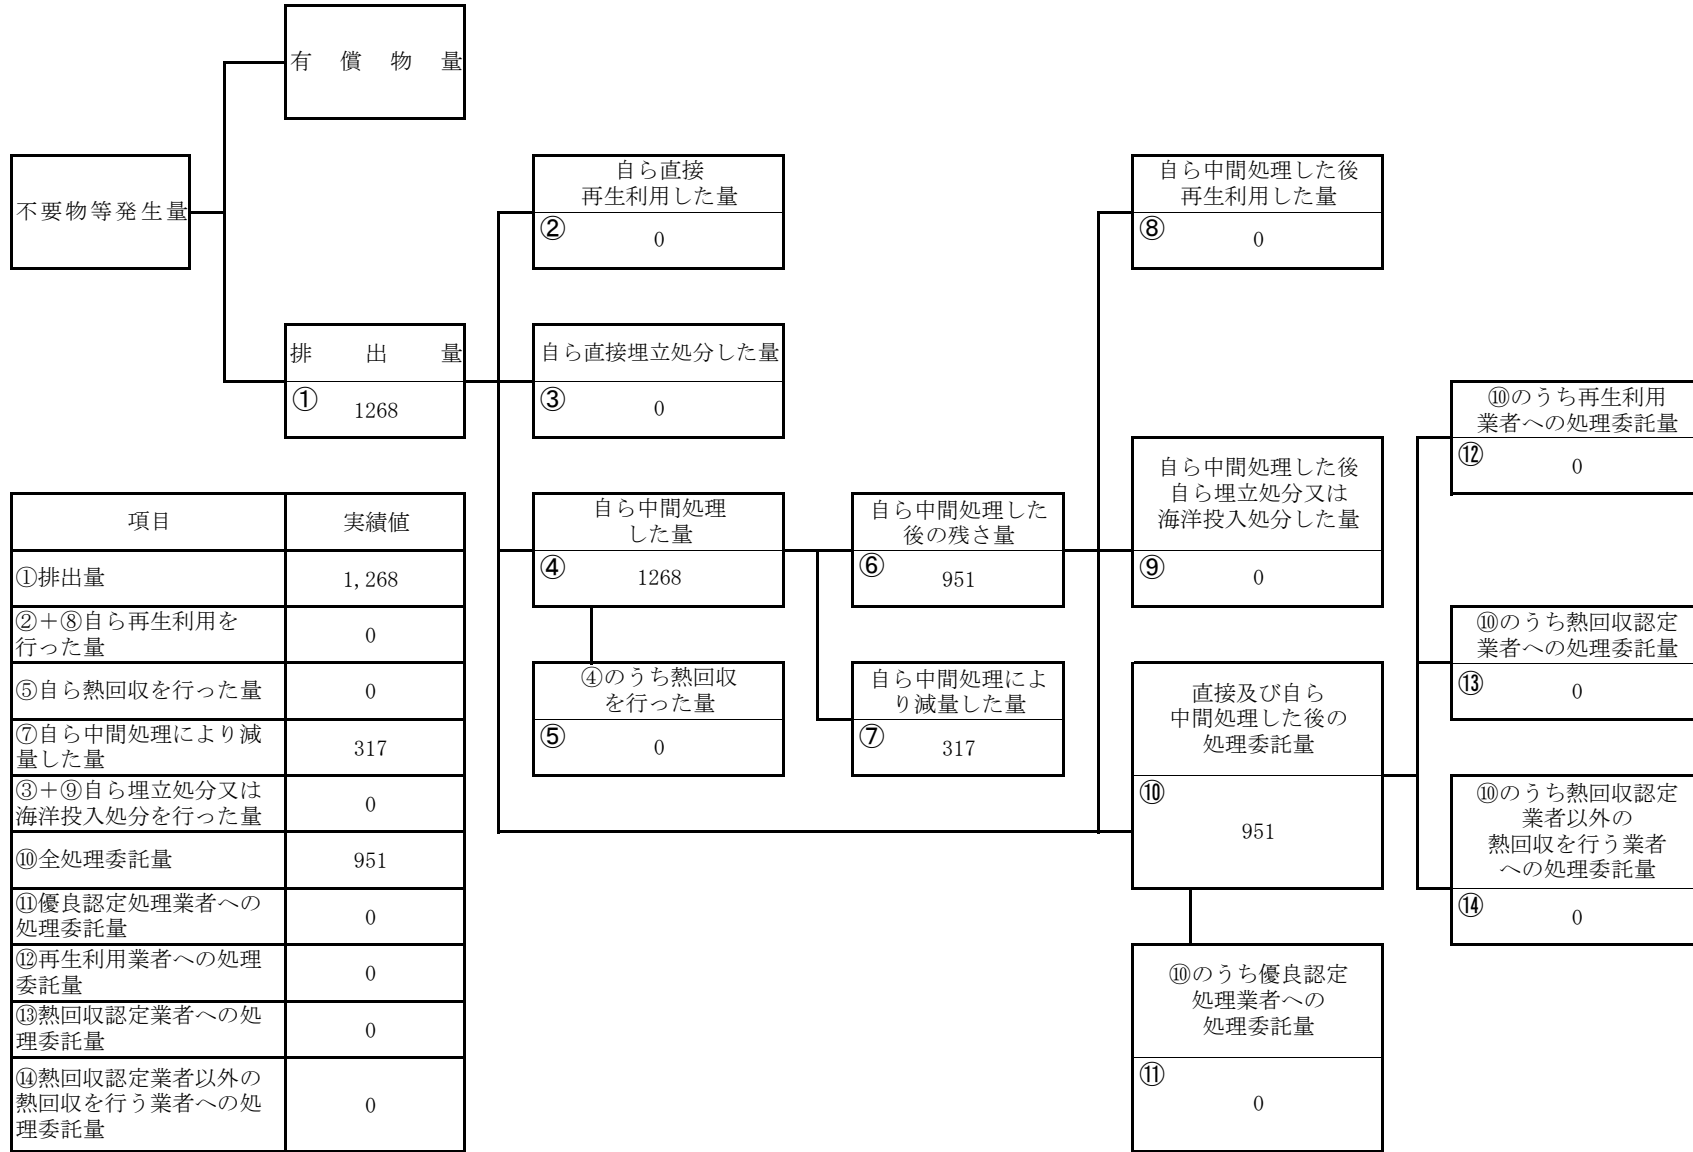 有償物量
不要物等発生量
自ら直接
再生利用した量
②
0
自ら中間処理した後
再生利用した量
⑧
0
排出量
①
1268
自ら直接埋立処分した量
③
0
⑩のうち再生利用
業者への処理委託量
⑫
0
自ら中間処理
した量
④
1268
自ら中間処理した
後の残さ量
⑥
951
自ら中間処理した後
自ら埋立処分又は
海洋投入処分した量
⑨
0
④のうち熱回収
を行った量
⑤
0
自ら中間処理によ
り減量した量
⑦
317
直接及び自ら
中間処理した後の
処理委託量
⑩
951
⑩のうち熱回収認定
業者への処理委託量
⑬
0
⑩のうち熱回収認定
業者以外の
熱回収を行う業者
への処理委託量
⑭
0
⑩のうち優良認定
処理業者への
処理委託量
⑪
0
項目 実績値
①排出量 1,268
②＋⑧自ら再生利用を
行った量 0
⑤自ら熱回収を行った量 0
⑦自ら中間処理により減
量した量 317
③＋⑨自ら埋立処分又は
海洋投入処分を行った量 0
⑩全処理委託量 951
⑪優良認定処理業者への
処理委託量 0
⑫再生利用業者への処理
委託量 0
⑬熱回収認定業者への処
理委託量 0
⑭熱回収認定業者以外の
熱回収を行う業者への処
理委託量 0